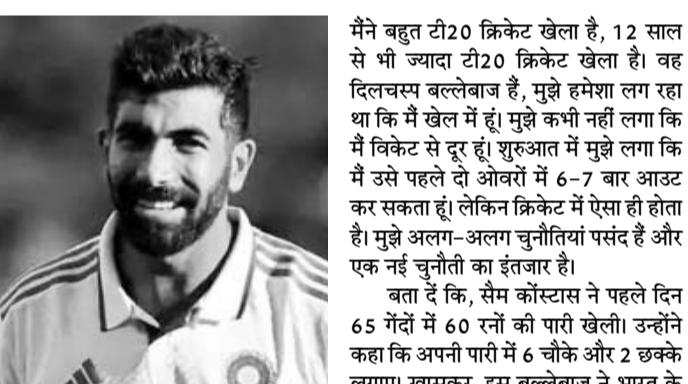 मैंने बहुत टी20 क्रिकेट खेला है, 12 साल
से भी ज्यादा टी20 क्रिकेट खेला है। वह
दिलचस्प बल्लेबाज हैं, मुझे हमेशा लग रहा
था कि मैं खेल में हूं। मुझे कभी नहीं लगा कि
मैं विकेट से दूर हूं। शुरुआत में मुझे लगा कि
मैं उसे पहले दो ओवरों में 6-7 बार आउट
कर सकता हूं। लेकिन क्रिकेट में ऐसा ही होता
है। मुझे अलग-अलग चुनौतियां पसंद हैं और
एक नई चुनौती का इंतजार है।
बता दें कि, सैम कोंस्टास ने पहले दिन
65 गेंदों में 60 रनों की पारी खेली। उन्होंने
कहा कि अपनी पारी में 6 चौके और 2 छक्के